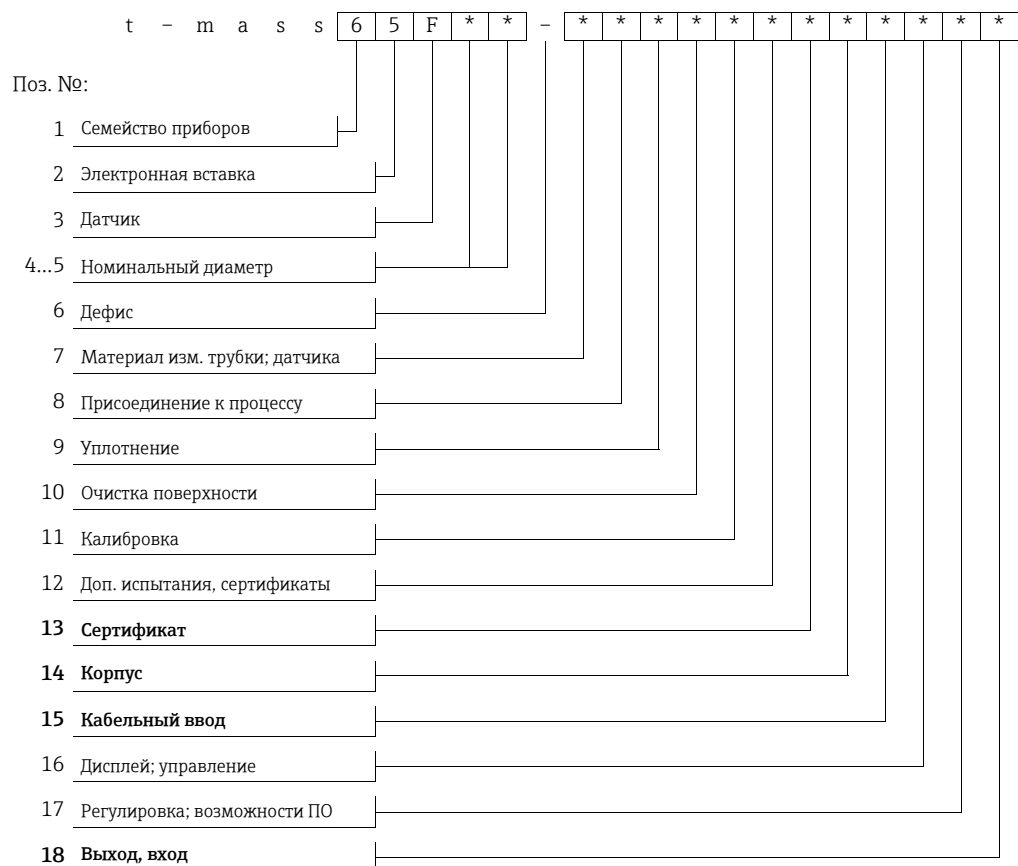 t – m a s s 6 5 F * * – * * * * * * * * * * * *
Поз. №:
1 Семейство приборов
2 Электронная вставка
3 Датчик
4...5 Номинальный диаметр
6 Дефис
7 Материал изм. трубки; датчика
8 Присоединение к процессу
9 Уплотнение
10 Очистка поверхности
11 Калибровка
12 Доп. испытания, сертификаты
13 Сертификат
14 Корпус
15 Кабельный ввод
16 Дисплей; управление
17 Регулировка; возможности ПО
18 Выход, вход